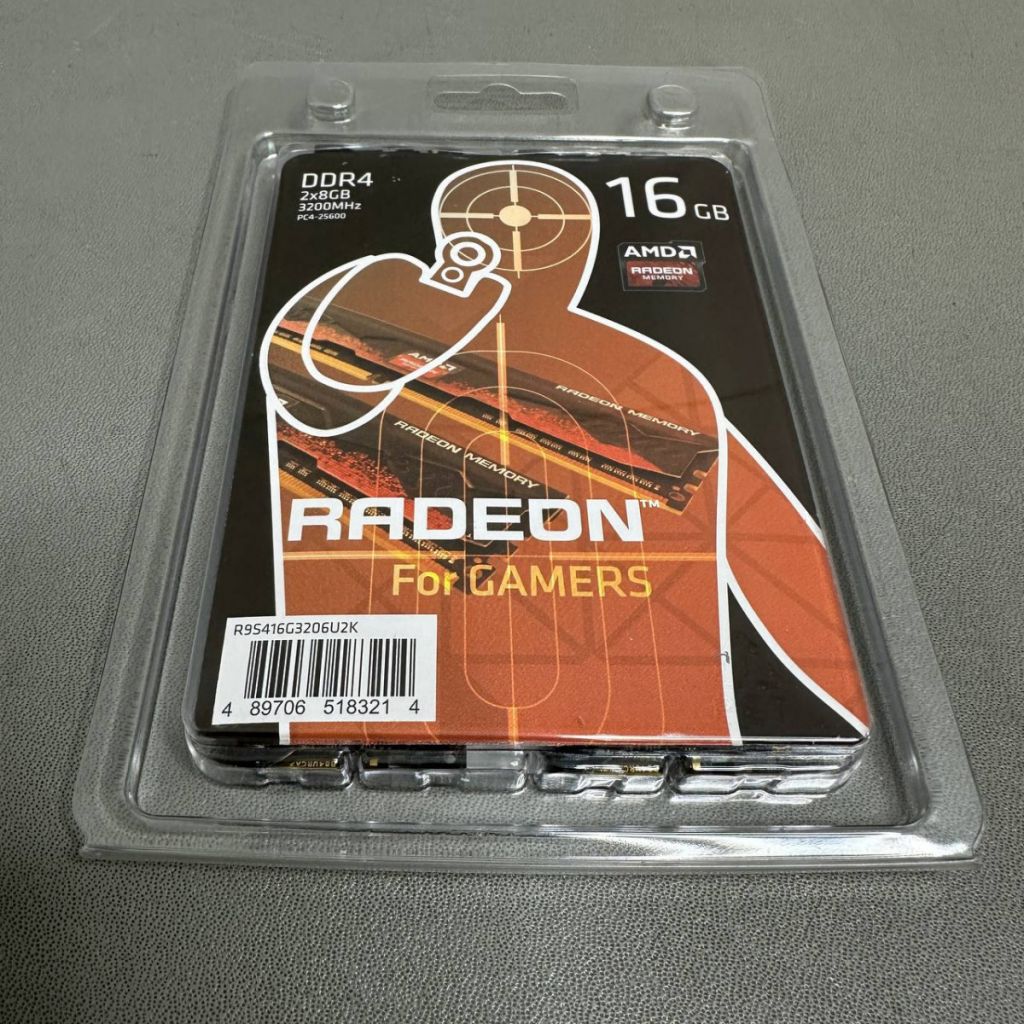 DDR4
2x8GB
3200MHz
PC4-25600
16 GB
AMD
RADEON
MEMORY
AMD
RADEON MEMORY
RADEON MEMORY
RADEON™
For GAMERS
R9S416G3206U2K
4 89706 518321 4